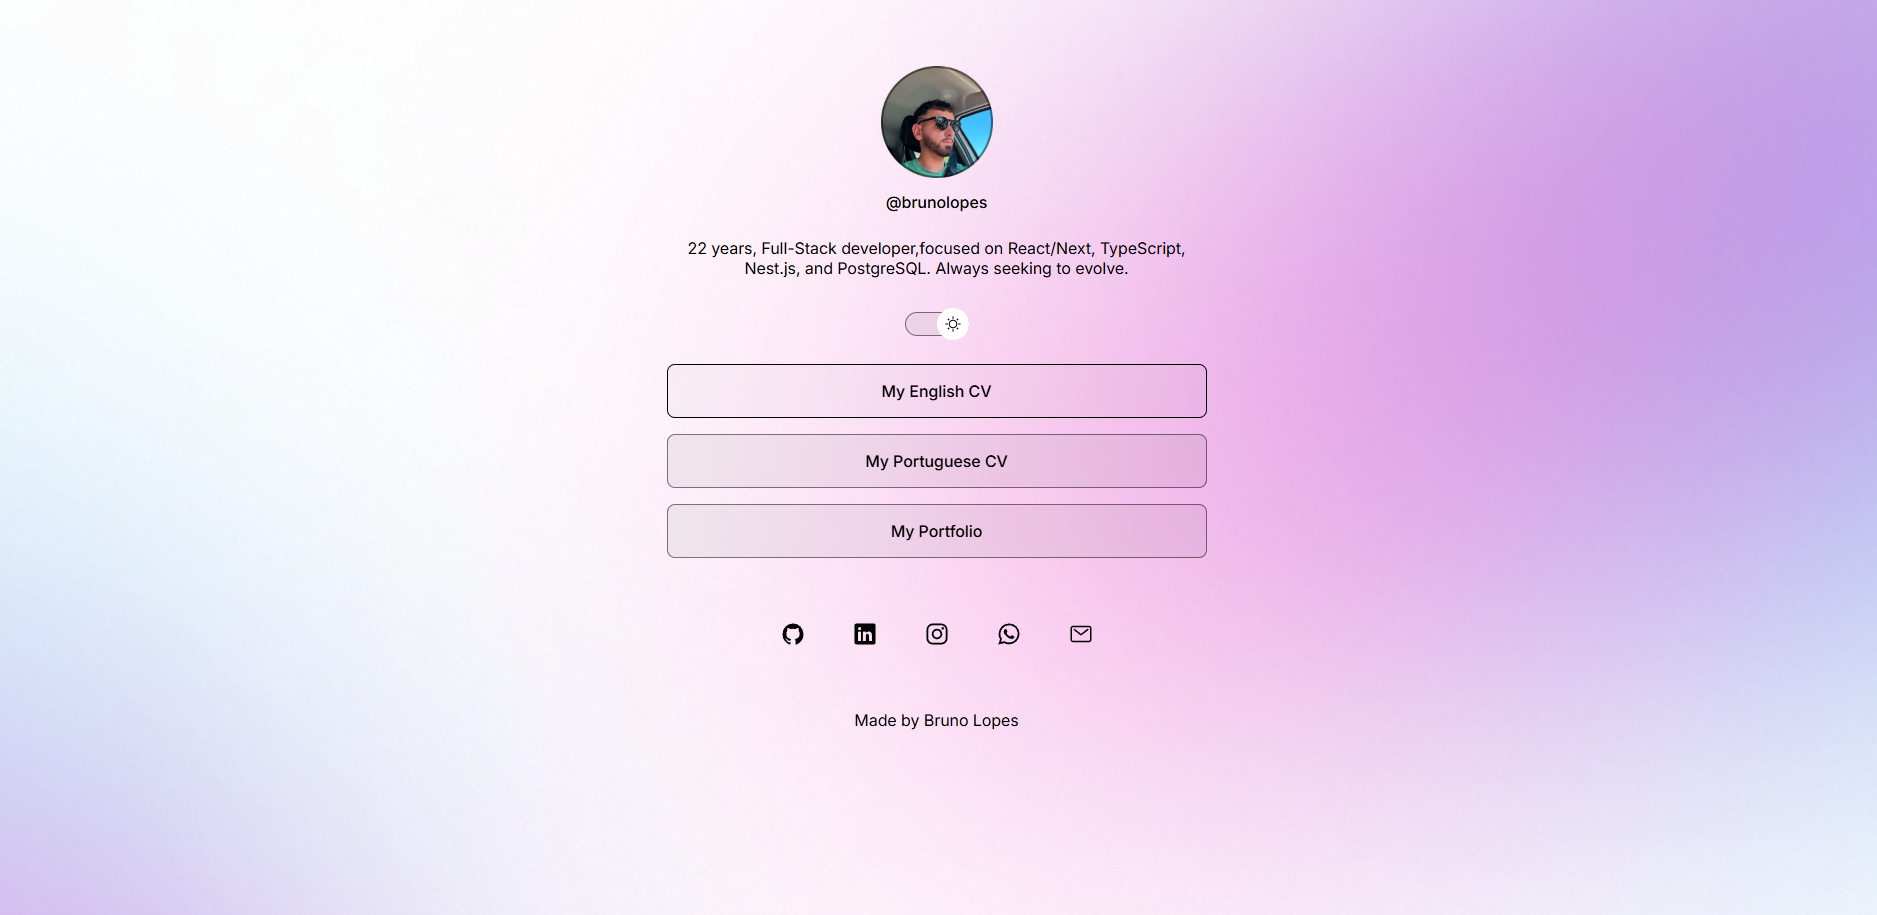 @brunolopes
22 years, Full-Stack developer,focused on React/Next, TypeScript,
Nest.js, and PostgreSQL. Always seeking to evolve.
My English CV
My Portuguese CV
My Portfolio
in
Made by Bruno Lopes